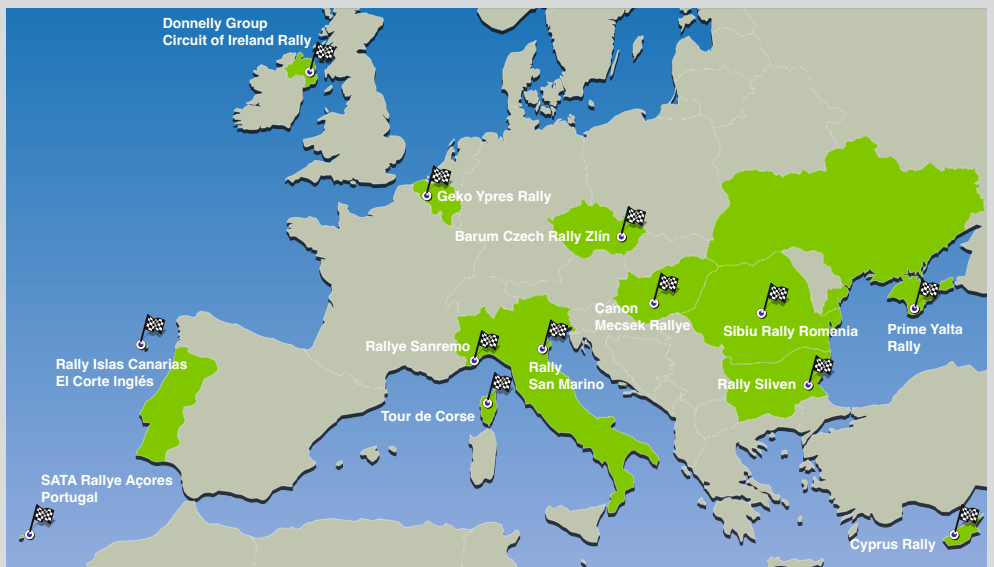 Donnelly Group
Circuit of Ireland Rally
Geko Ypres Rally
Barum Czech Rally Zlín
Canon
Mecsek Rallye
Sibiu Rally Romania
Prime Yalta
Rally
Rallye Sanremo
Rally
San Marino
Rally Islas Canarias
El Corte Inglés
Rally Sliven
Tour de Corse
SATA Rallye Açores
Portugal
Cyprus Rally